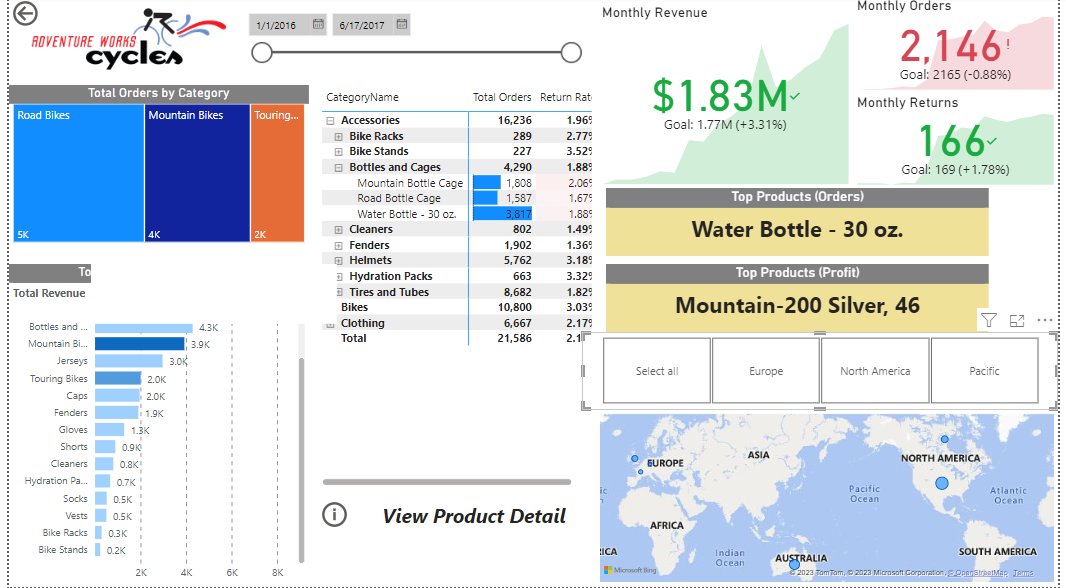 ADVENTURE WORKS
cycles
1/1/2016
6/17/2017
Total Orders by Category
Road Bikes
Mountain Bikes
Touring...
5K
4K
2K
To
Total Revenue
Bottles and ...
4.3K
Mountain Bi...
3.9K
Jerseys
3.0K
Touring Bikes
2.0K
Caps
2.0K
Fenders
1.9K
Gloves
1.3K
Shorts
0.9K
Cleaners
0.8K
Hydration Pa...
0.7K
Socks
0.5K
Vests
0.5K
Bike Racks
0.3K
Bike Stands
0.2K
2K 4K 6K 8K
CategoryName Total Orders Return Rat
Accessories 16,236 1.96%
Bike Racks 289 2.77%
Bike Stands 227 3.52%
Bottles and Cages 4,290 1.88%
Mountain Bottle Cage 1,808 2.06%
Road Bottle Cage 1,587 1.67%
Water Bottle - 30 oz. 3,817 1.88%
Cleaners 802 1.49%
Fenders 1,902 1.36%
Helmets 5,762 3.18%
Hydration Packs 663 3.32%
Tires and Tubes 8,682 1.82%
Bikes 10,800 3.03%
Clothing 6,667 2.17%
Total 21,586 2.1
View Product Detail
Monthly Revenue
$1.83M
Goal: 1.77M (+3.31%)
Monthly Orders
2,146!
Goal: 2165 (-0.88%)
Monthly Returns
166
Goal: 169 (+1.78%)
Top Products (Orders)
Water Bottle - 30 oz.
Top Products (Profit)
Mountain-200 Silver, 46
Select all
Europe
North America
Pacific
EUROPE
ASIA
NORTH AMERICA
Pacific
Ocean
Atlantic
Ocean
ic
n
AFRICA
Indian
Ocean
AUSTRALIA
SOUTH AMERICA
ICA
Microsoft Bing
© 2023 TomTom, © 2023 Microsoft Corporation, © OpenStreetMap Terms